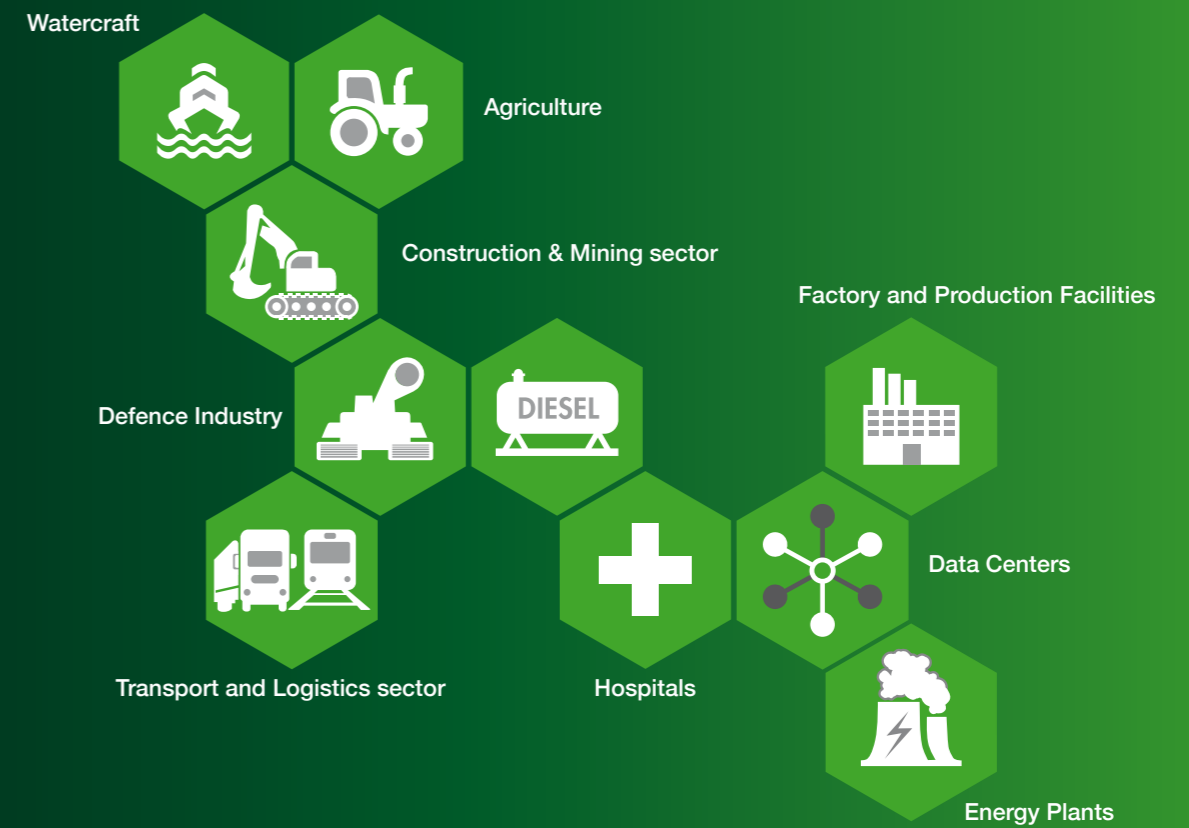 Watercraft
Agriculture
Construction & Mining sector
Factory and Production Facilities
Defence Industry
DIESEL
Data Centers
Transport and Logistics sector
Hospitals
Energy Plants